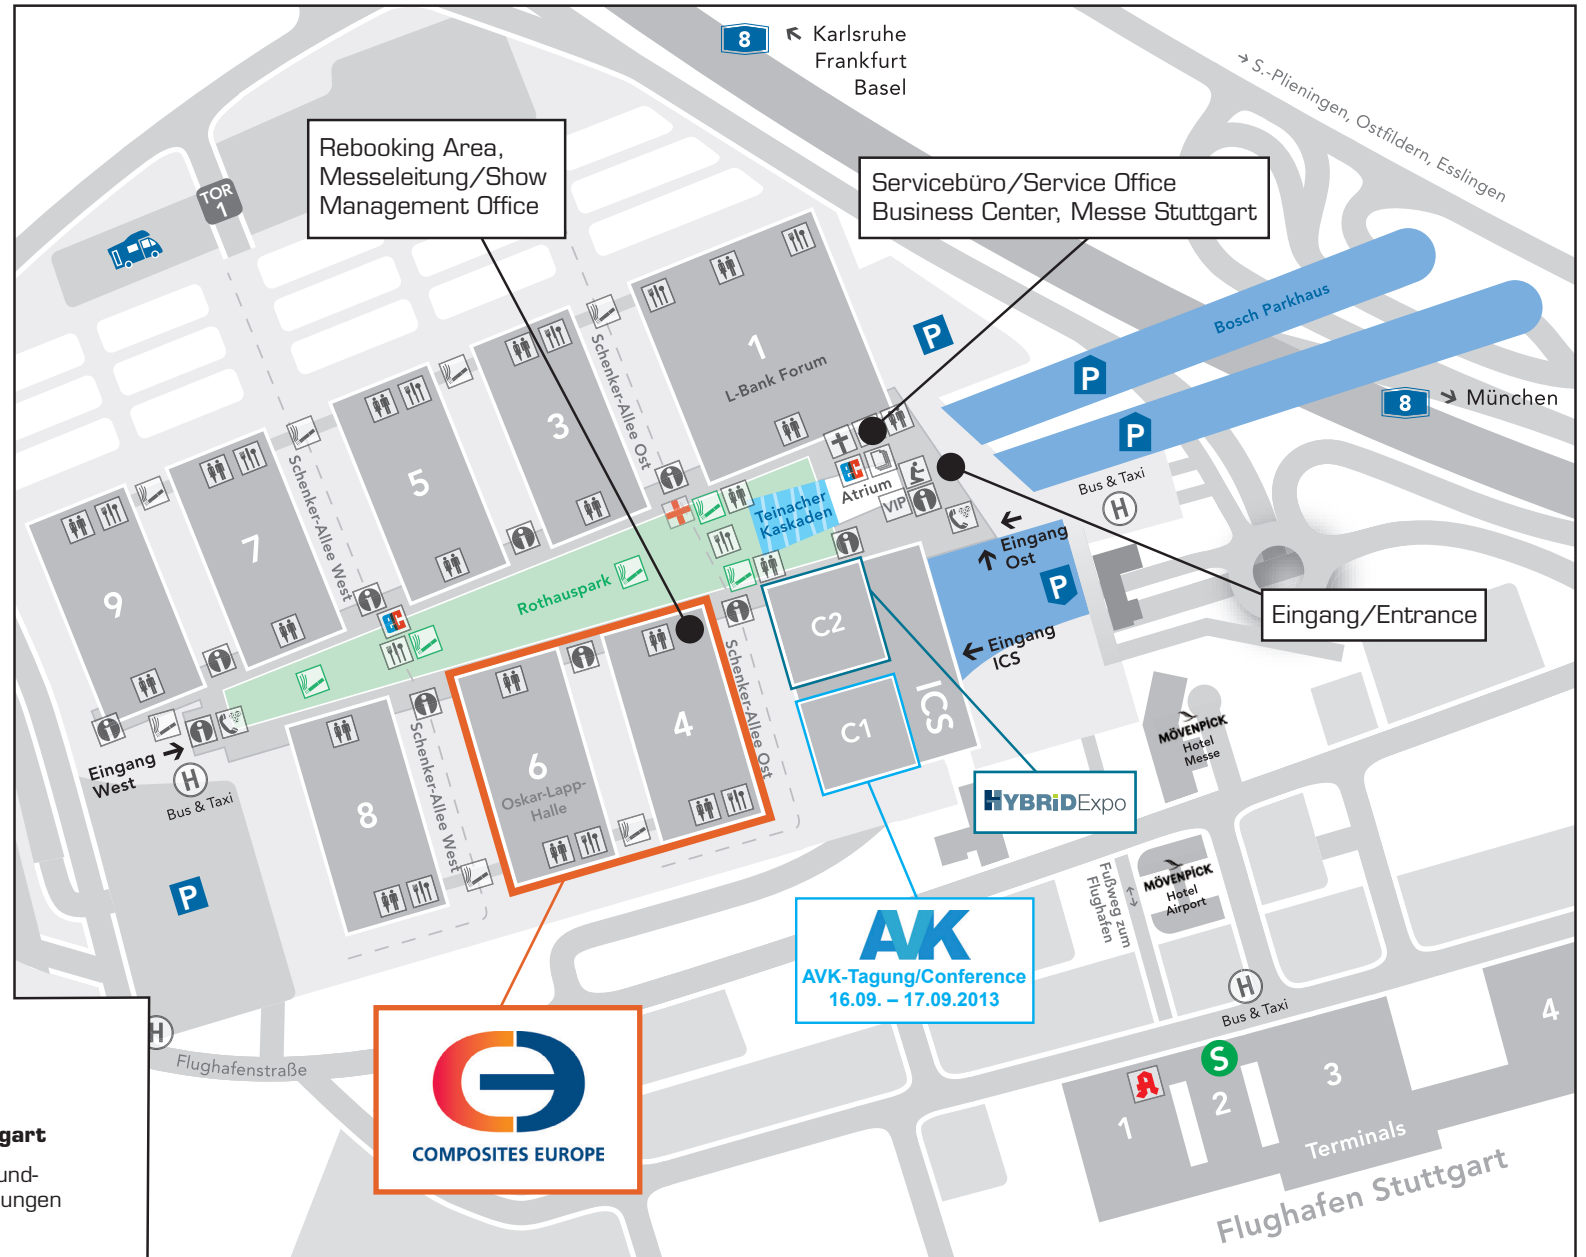 8
Karlsruhe
Frankfurt
Basel
S.-Plieningen, Ostfildern, Esslingen
Rebooking Area,
Messeleitung/Show
Management Office
Servicebüro/Service Office
Business Center, Messe Stuttgart
TOR
1
Bosch Parkhaus
P
P
P
8
München
1
L-Bank Forum
Schenker-Allee Ost
3
5
Schenker-Allee West
7
9
EC
Atrium
VIP
Teinacher
Kaskaden
Bus & Taxi
H
Eingang
Ost
P
Eingang/Entrance
Rothauspark
EC
Eingang
ICS
C2
C1
ICS
Schenker-Allee Ost
4
6
Oskar-Lapp-
Halle
8
Schenker-Allee West
Eingang
West
H
Bus & Taxi
P
MÖVENPICK
Hotel
Messe
HYBRiDExpo
MÖVENPICK
Hotel
Airport
Fußweg zum
Flughafen
AVK
AVK-Tagung/Conference
16.09. – 17.09.2013
H
Bus & Taxi
S
1
2
3
4
Terminals
Flughafen Stuttgart
H
Flughafenstraße
COMPOSITES EUROPE
gart
und-
ungen